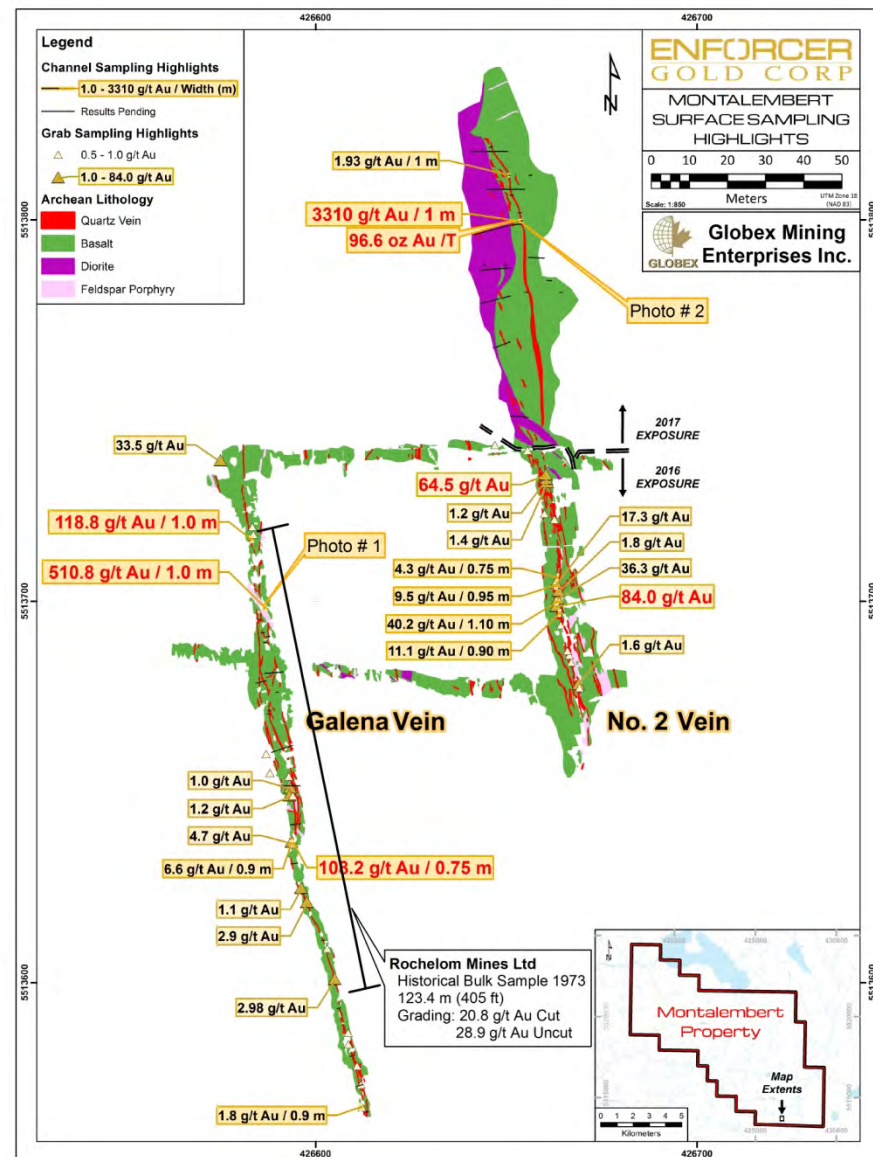 426600
426700
Legend
Channel Sampling Highlights
1.0 - 3310 g/t Au / Width (m)
Results Pending
Grab Sampling Highlights
0.5 - 1.0 g/t Au
1.0 - 84.0 g/t Au
Archean Lithology
Quartz Vein
Basalt
Diorite
Feldspar Porphyry
N
ENFORCER
GOLD CORP
MONTALEMBERT
SURFACE SAMPLING
HIGHLIGHTS
0 10 20 30 40 50
Meters
Scale: 1:850
UTM Zone 18
(NAD 83)
GLOBEX
Globex Mining
Enterprises Inc.
5513800
5513800
1.93 g/t Au / 1 m
3310 g/t Au / 1 m
96.6 oz Au /T
Photo # 2
2017
EXPOSURE
2016
EXPOSURE
33.5 g/t Au
64.5 g/t Au
1.2 g/t Au
1.4 g/t Au
118.8 g/t Au / 1.0 m
Photo # 1
510.8 g/t Au / 1.0 m
17.3 g/t Au
1.8 g/t Au
36.3 g/t Au
84.0 g/t Au
4.3 g/t Au / 0.75 m
9.5 g/t Au / 0.95 m
40.2 g/t Au / 1.10 m
11.1 g/t Au / 0.90 m
1.6 g/t Au
5513700
5513700
Galena Vein
No. 2 Vein
1.0 g/t Au
1.2 g/t Au
4.7 g/t Au
6.6 g/t Au / 0.9 m
108.2 g/t Au / 0.75 m
1.1 g/t Au
2.9 g/t Au
2.98 g/t Au
1.8 g/t Au / 0.9 m
Rochelom Mines Ltd
Historical Bulk Sample 1973
123.4 m (405 ft)
Grading: 20.8 g/t Au Cut
28.9 g/t Au Uncut
5513600
5513600
Montalembert
Property
Map
Extents
0 1 2 3 4 5
Kilometers
426600
426700